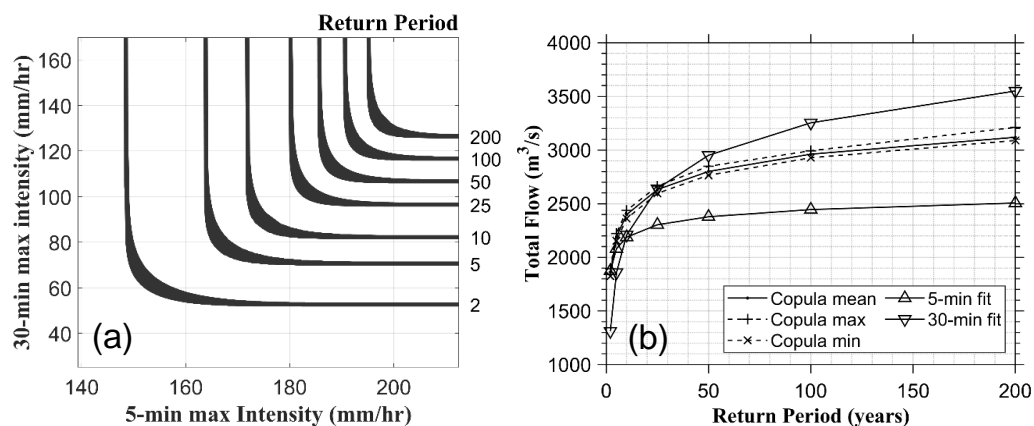 Return Period
160
140
120
100
80
60
40
30-min max intensity (mm/hr)
200
100
50
25
10
5
2
(a)
140
160
180
200
5-min max Intensity (mm/hr)
4000
3500
3000
2500
2000
1500
1000
Total Flow (m³/s)
Copula mean
Copula max
Copula min
5-min fit
30-min fit
(b)
0
50
100
150
200
Return Period (years)